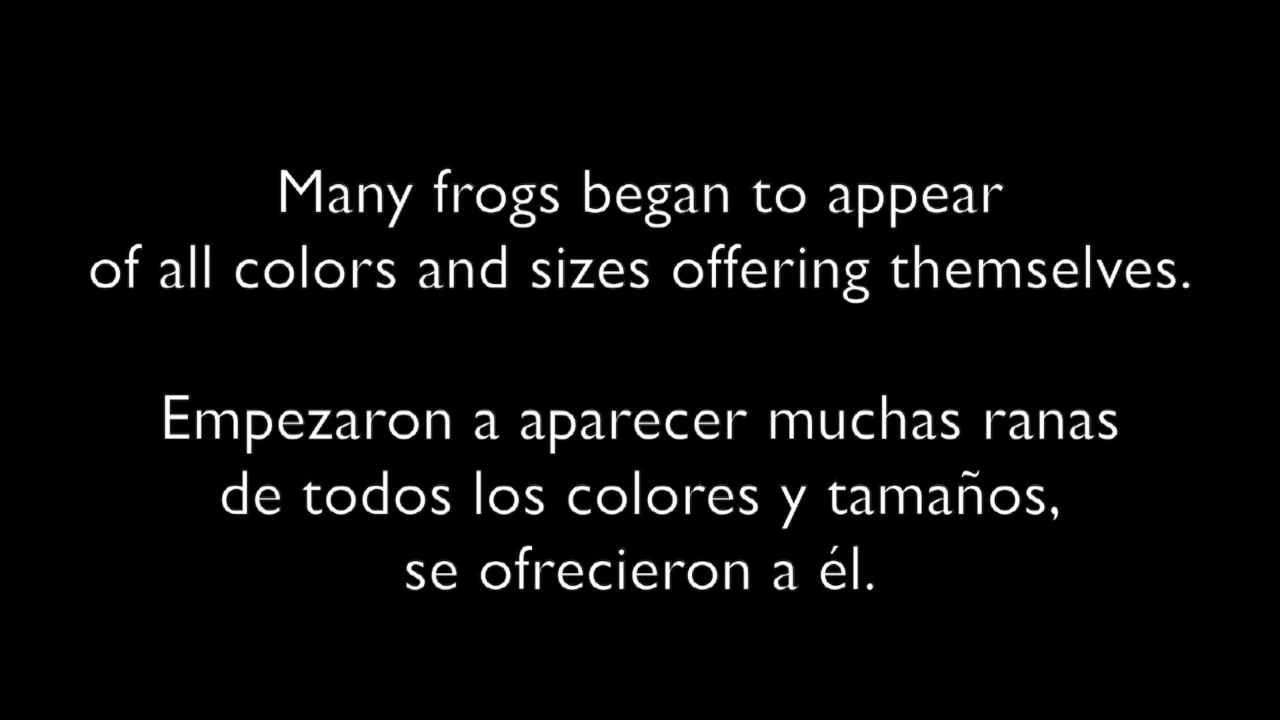 Many frogs began to appear
of all colors and sizes offering themselves.
Empezaron a aparecer muchas ranas
de todos los colores y tamaños,
se ofrecieron a él.